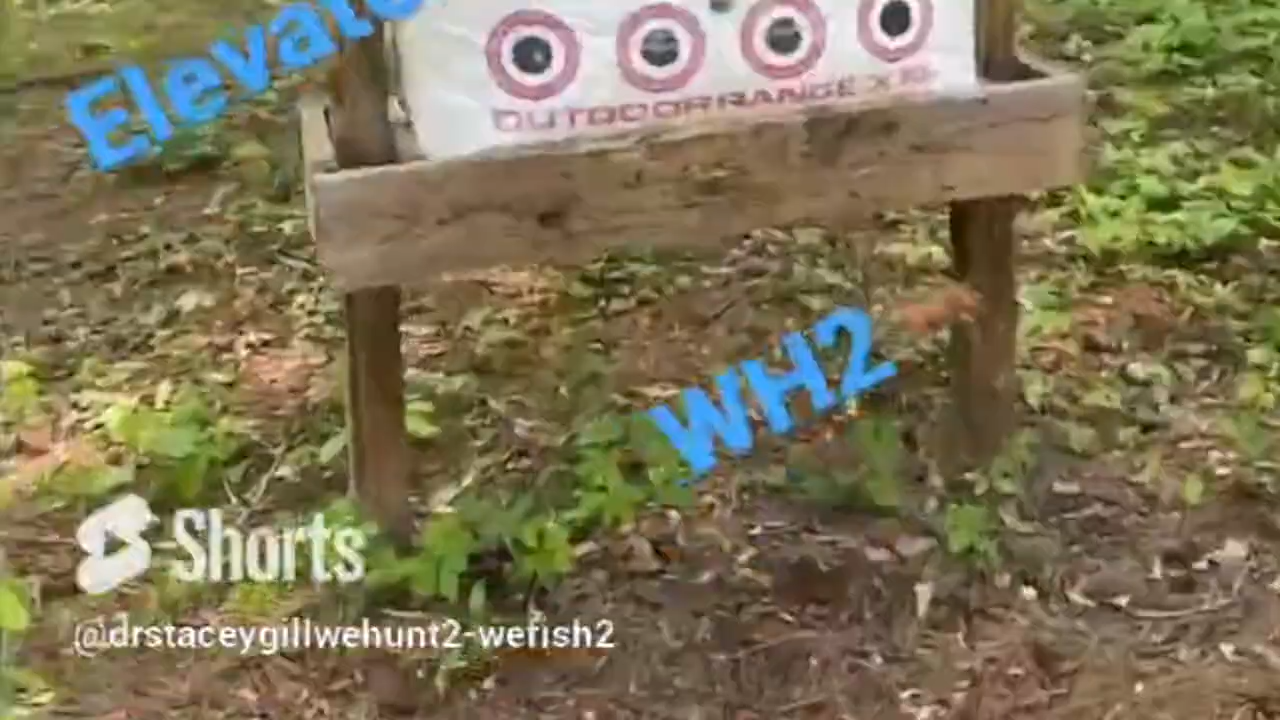 Elevate
OUTDOORRANGE X
WH2
Shorts
@drstaceygillwehunt2-wefish2